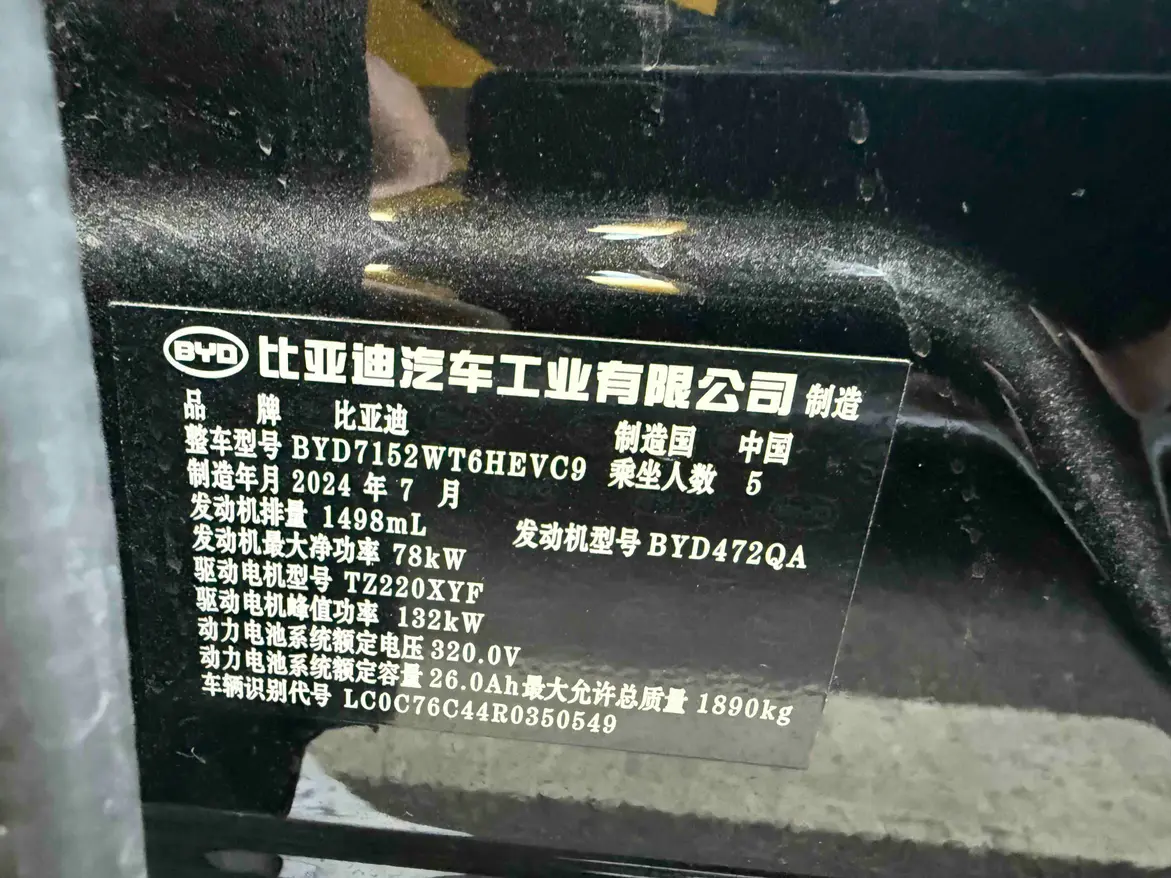 BYD 比亚迪汽车工业有限公司 制造
品 牌 比亚迪 制造国 中国
整车型号 BYD7152WT6HEVC9 乘坐人数 5
制造年月 2024 年 7 月
发动机排量 1498mL 发动机型号 BYD472QA
发动机最大净功率 78kW
驱动电机型号 TZ220XYF
驱动电机峰值功率 132kW
动力电池系统额定电压 320.0V
动力电池系统额定容量 26.0Ah 最大允许总质量 1890kg
车辆识别代号 LC0C76C44R0350549